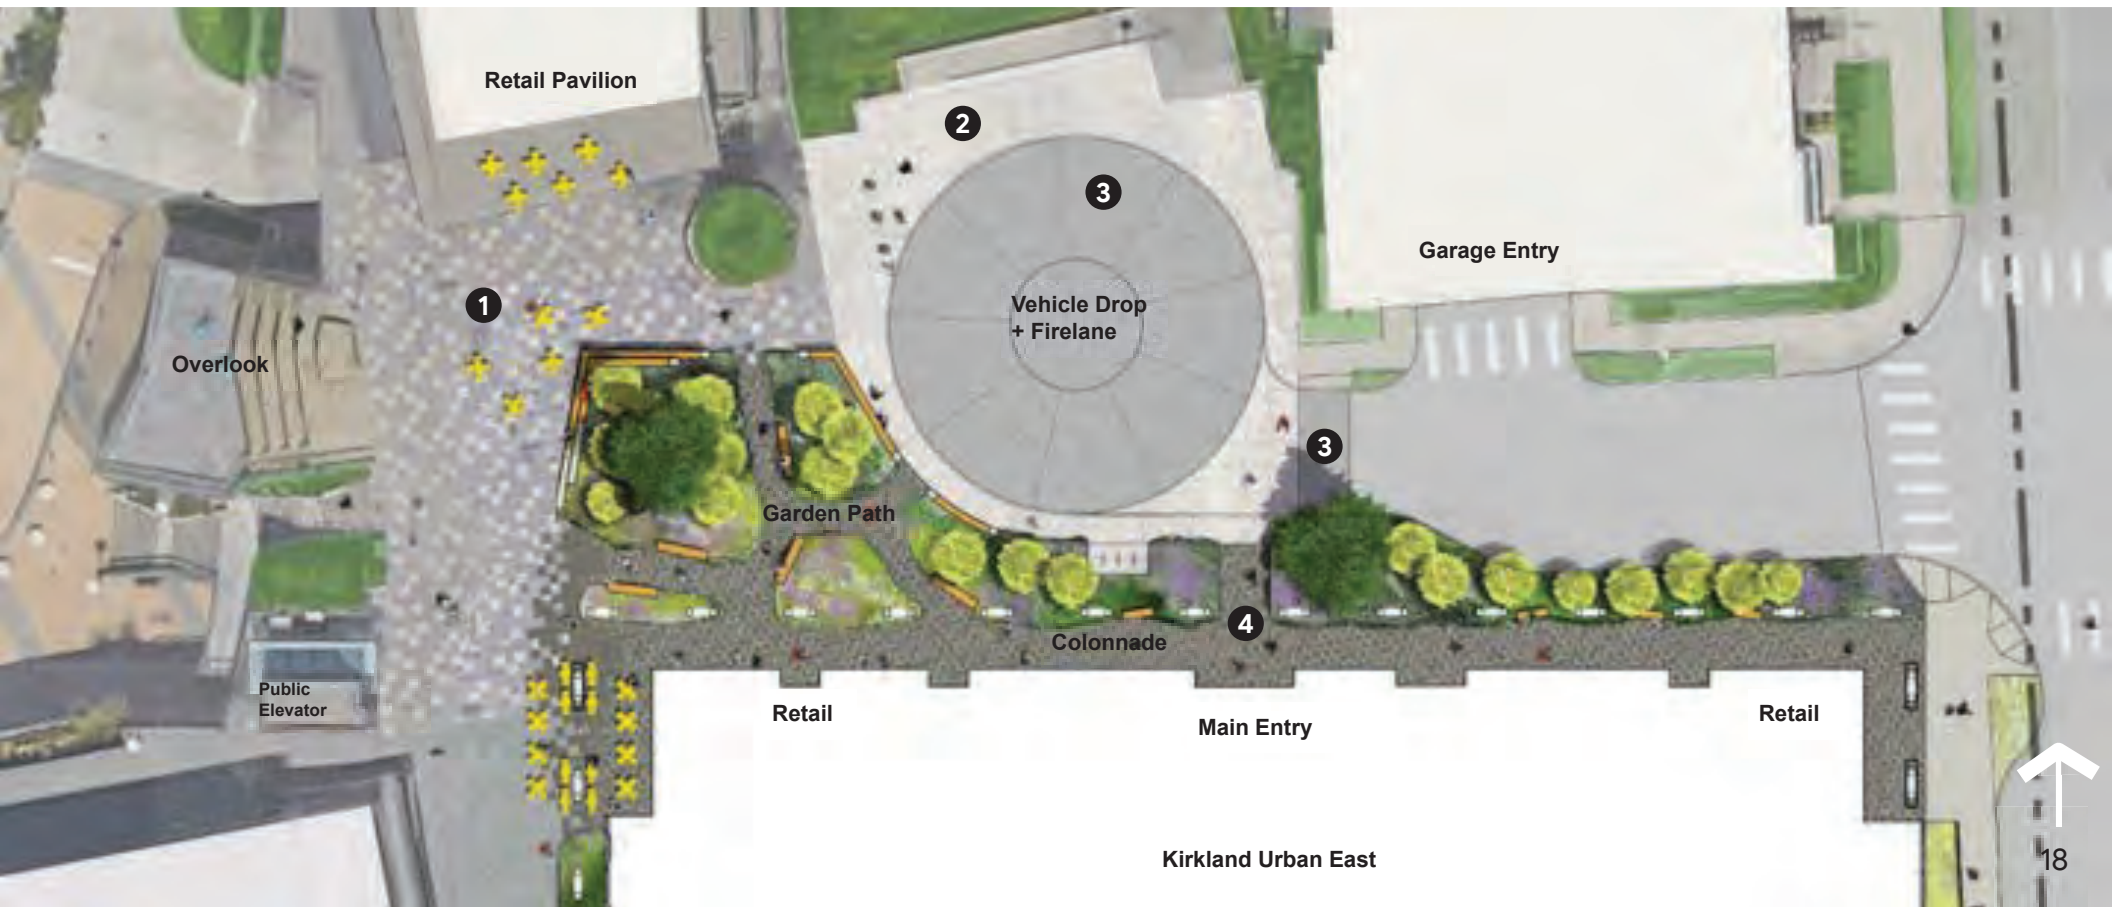 Retail Pavilion
2
3
Garage Entry
1
Vehicle Drop
+ Firelane
Overlook
3
Garden Path
4
Colonnade
Public
Elevator
Retail
Main Entry
Retail
Kirkland Urban East
18